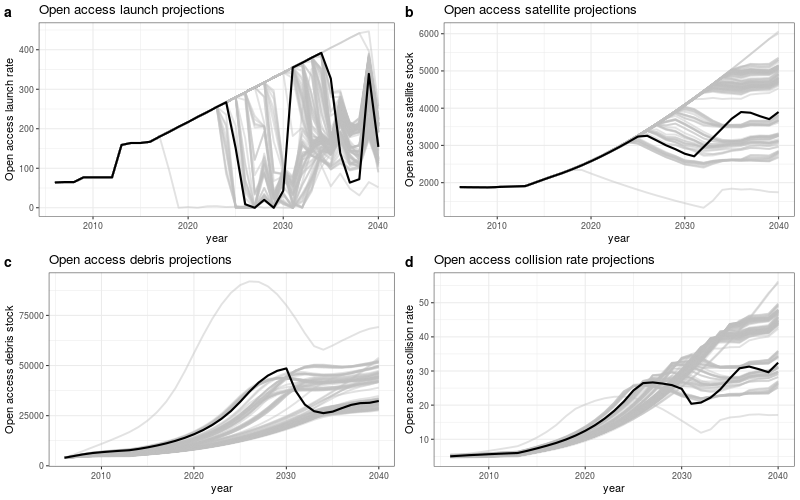 a Open access launch projections
Open access launch rate
400
300
200
100
0
2010 2020 2030 2040
year
b Open access satellite projections
Open access satellite stock
6000
5000
4000
3000
2000
2010 2020 2030 2040
year
c Open access debris projections
Open access debris stock
75000
50000
25000
0
2010 2020 2030 2040
year
d Open access collision rate projections
Open access collision rate
50
40
30
20
10
2010 2020 2030 2040
year